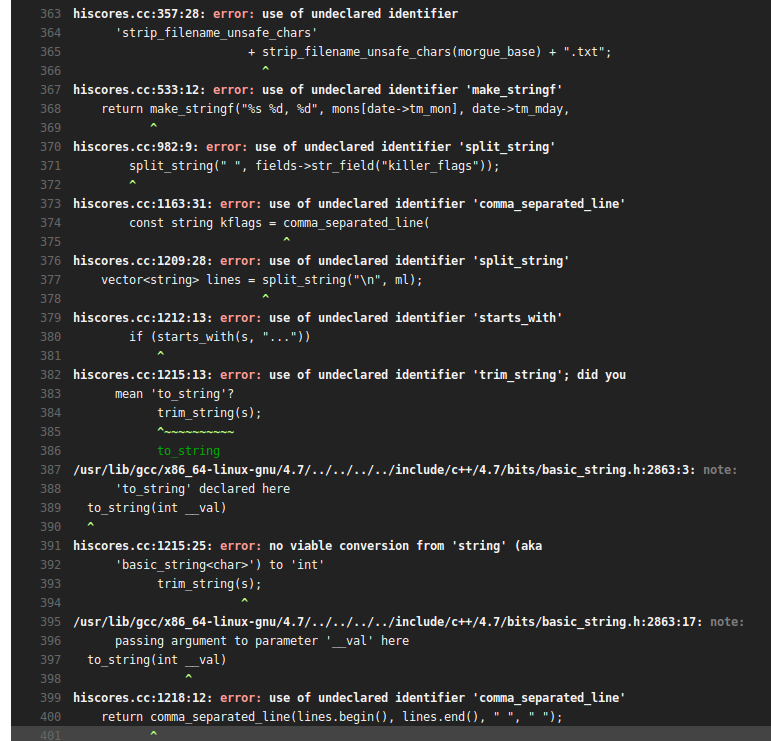 363 hiscores.cc:357:28: error: use of undeclared identifier
364 'strip_filename_unsafe_chars'
365 + strip_filename_unsafe_chars(morgue_base) + ".txt";
366 ^
367 hiscores.cc:533:12: error: use of undeclared identifier 'make_stringf'
368 return make_stringf("%s %d, %d", mons[date->tm_mon], date->tm_mday,
369 ^
370 hiscores.cc:982:9: error: use of undeclared identifier 'split_string'
371 split_string(" ", fields->str_field("killer_flags"));
372 ^
373 hiscores.cc:1163:31: error: use of undeclared identifier 'comma_separated_line'
374 const string kflags = comma_separated_line(
375 ^
376 hiscores.cc:1209:28: error: use of undeclared identifier 'split_string'
377 vector<string> lines = split_string("\n", ml);
378 ^
379 hiscores.cc:1212:13: error: use of undeclared identifier 'starts_with'
380 if (starts_with(s, "..."))
381 ^
382 hiscores.cc:1215:13: error: use of undeclared identifier 'trim_string'; did you
383 mean 'to_string'?
384 trim_string(s);
385 ^~~~~~~~~~~
386 to_string
387 /usr/lib/gcc/x86_64-linux-gnu/4.7/../../../../include/c++/4.7/bits/basic_string.h:2863:3: note:
388 'to_string' declared here
389 to_string(int __val)
390 ^
391 hiscores.cc:1215:25: error: no viable conversion from 'string' (aka
392 'basic_string<char>') to 'int'
393 trim_string(s);
394 ^
395 /usr/lib/gcc/x86_64-linux-gnu/4.7/../../../../include/c++/4.7/bits/basic_string.h:2863:17: note:
396 passing argument to parameter '__val' here
397 to_string(int __val)
398 ^
399 hiscores.cc:1218:12: error: use of undeclared identifier 'comma_separated_line'
400 return comma_separated_line(lines.begin(), lines.end(), " ", " ");
401 ^